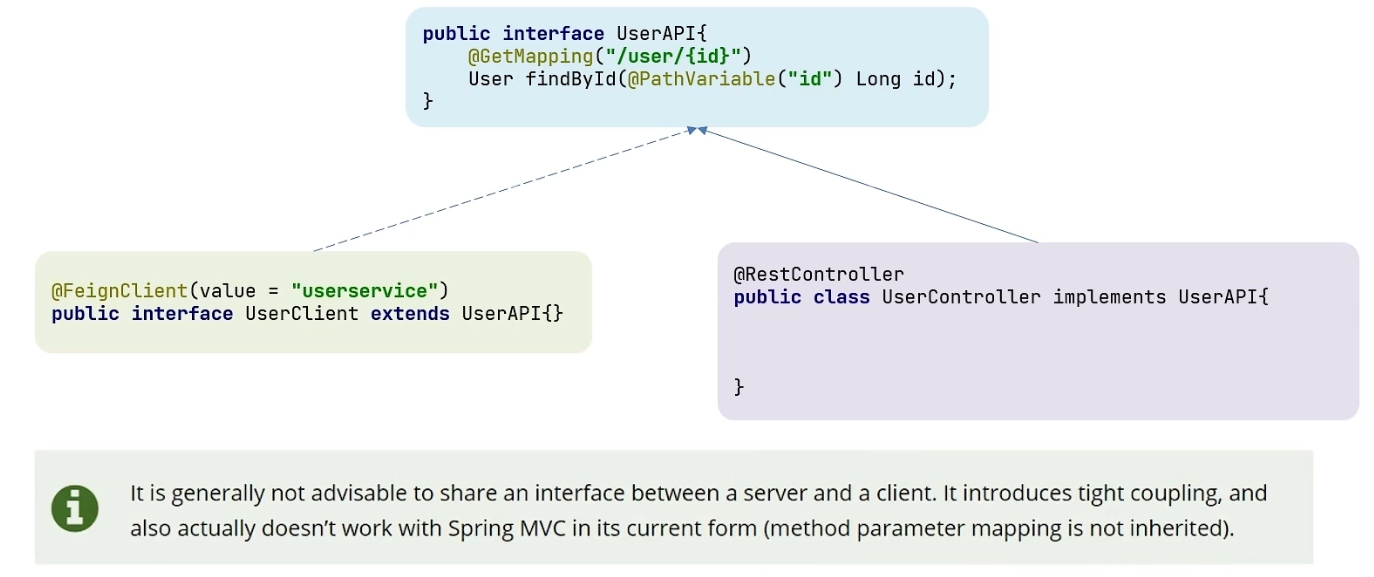 public interface UserAPI{
    @GetMapping("/user/{id}")
    User findById(@PathVariable("id") Long id);
}
@FeignClient(value = "userservice")
public interface UserClient extends UserAPI{}
@RestController
public class UserController implements UserAPI{
}
It is generally not advisable to share an interface between a server and a client. It introduces tight coupling, and
also actually doesn’t work with Spring MVC in its current form (method parameter mapping is not inherited).